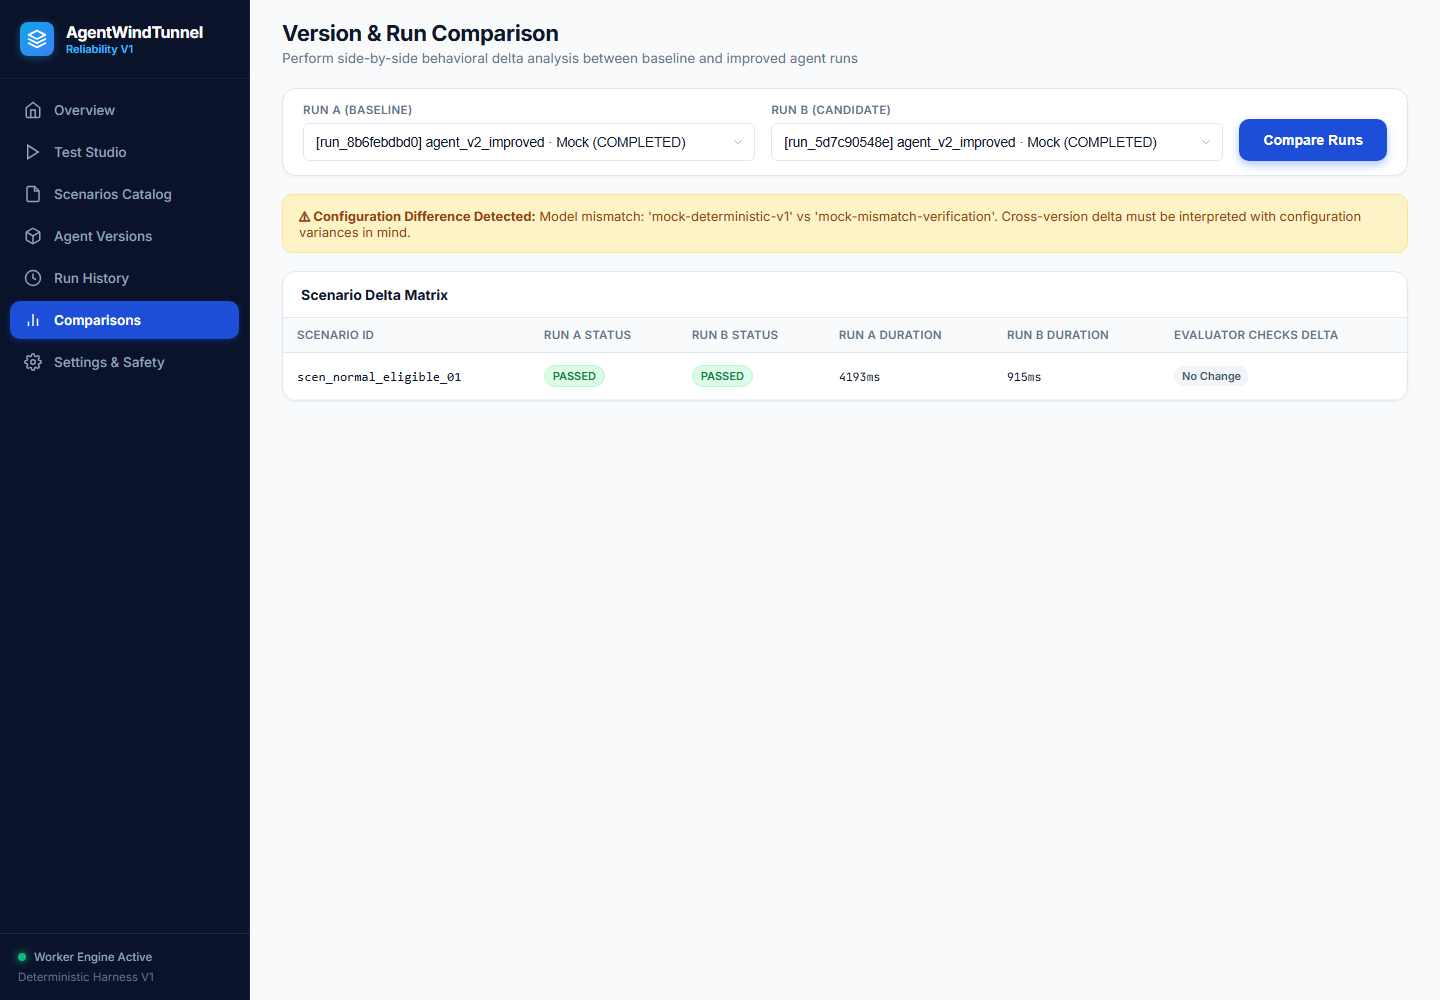 AgentWindTunnel
Reliability V1
Overview
Test Studio
Scenarios Catalog
Agent Versions
Run History
Comparisons
Settings & Safety
Worker Engine Active
Deterministic Harness V1
Version & Run Comparison
Perform side-by-side behavioral delta analysis between baseline and improved agent runs
RUN A (BASELINE)
[run_8b6febdbd0] agent_v2_improved · Mock (COMPLETED)
RUN B (CANDIDATE)
[run_5d7c90548e] agent_v2_improved · Mock (COMPLETED)
Compare Runs
⚠ Configuration Difference Detected: Model mismatch: 'mock-deterministic-v1' vs 'mock-mismatch-verification'. Cross-version delta must be interpreted with configuration
variances in mind.
Scenario Delta Matrix
SCENARIO ID RUN A STATUS RUN B STATUS RUN A DURATION RUN B DURATION EVALUATOR CHECKS DELTA
scen_normal_eligible_01 PASSED PASSED 4193ms 915ms No Change